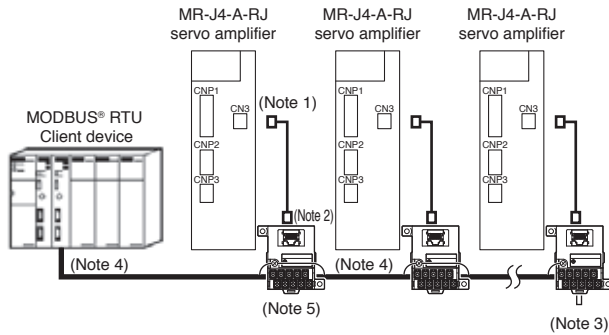 MR-J4-A-RJ
servo amplifier
MR-J4-A-RJ
servo amplifier
MR-J4-A-RJ
servo amplifier
MODBUS® RTU
Client device
CNP1
CN3
CNP2
CNP3
(Note 1)
CNP1
CN3
CNP2
CNP3
CNP1
CN3
CNP2
CNP3
(Note 2)
(Note 4)
(Note 5)
(Note 4)
(Note 3)